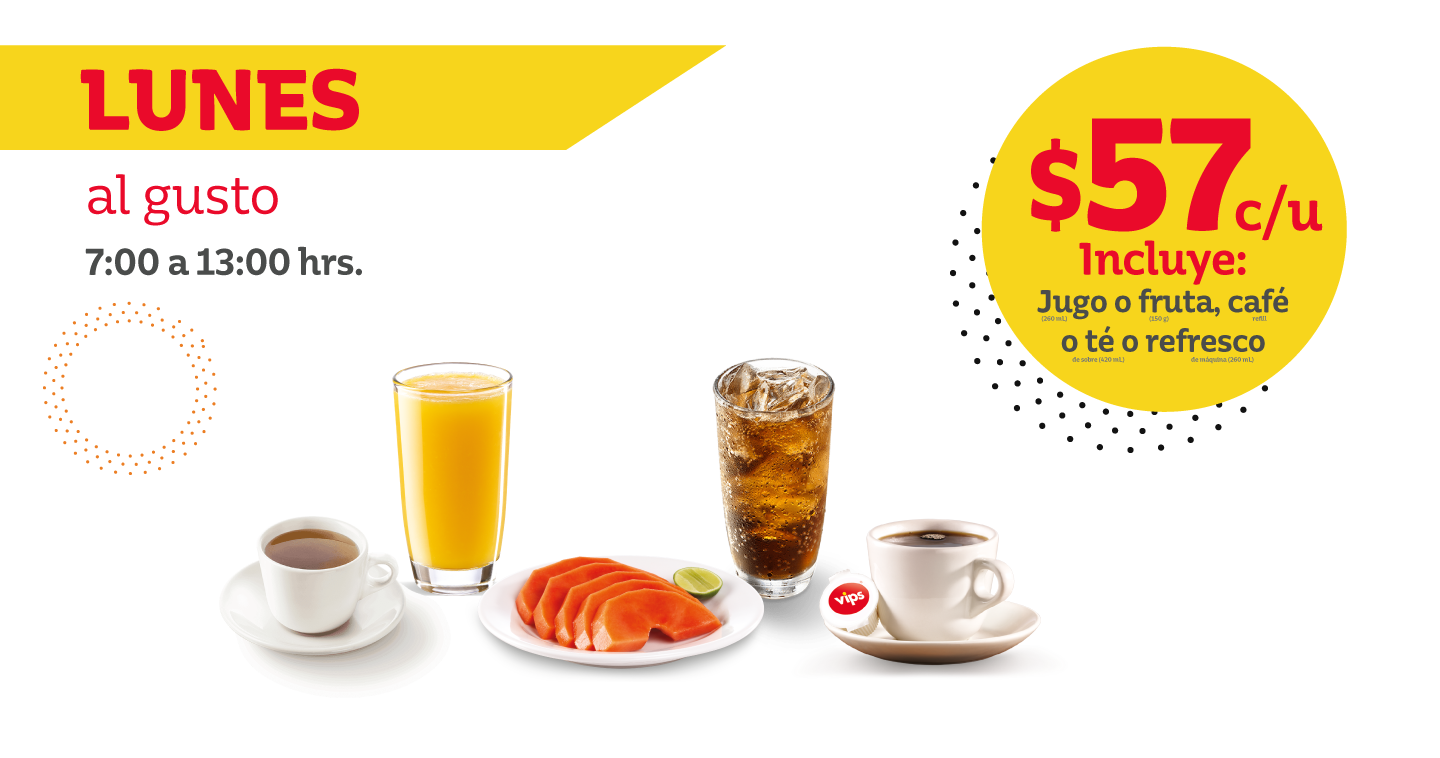 LUNES
al gusto
7:00 a 13:00 hrs.
$57 c/u
Incluye:
Jugo o fruta, café
(260 mL) (150 g) refill
o té o refresco
de sobre (420 mL) de máquina (260 mL)
vips